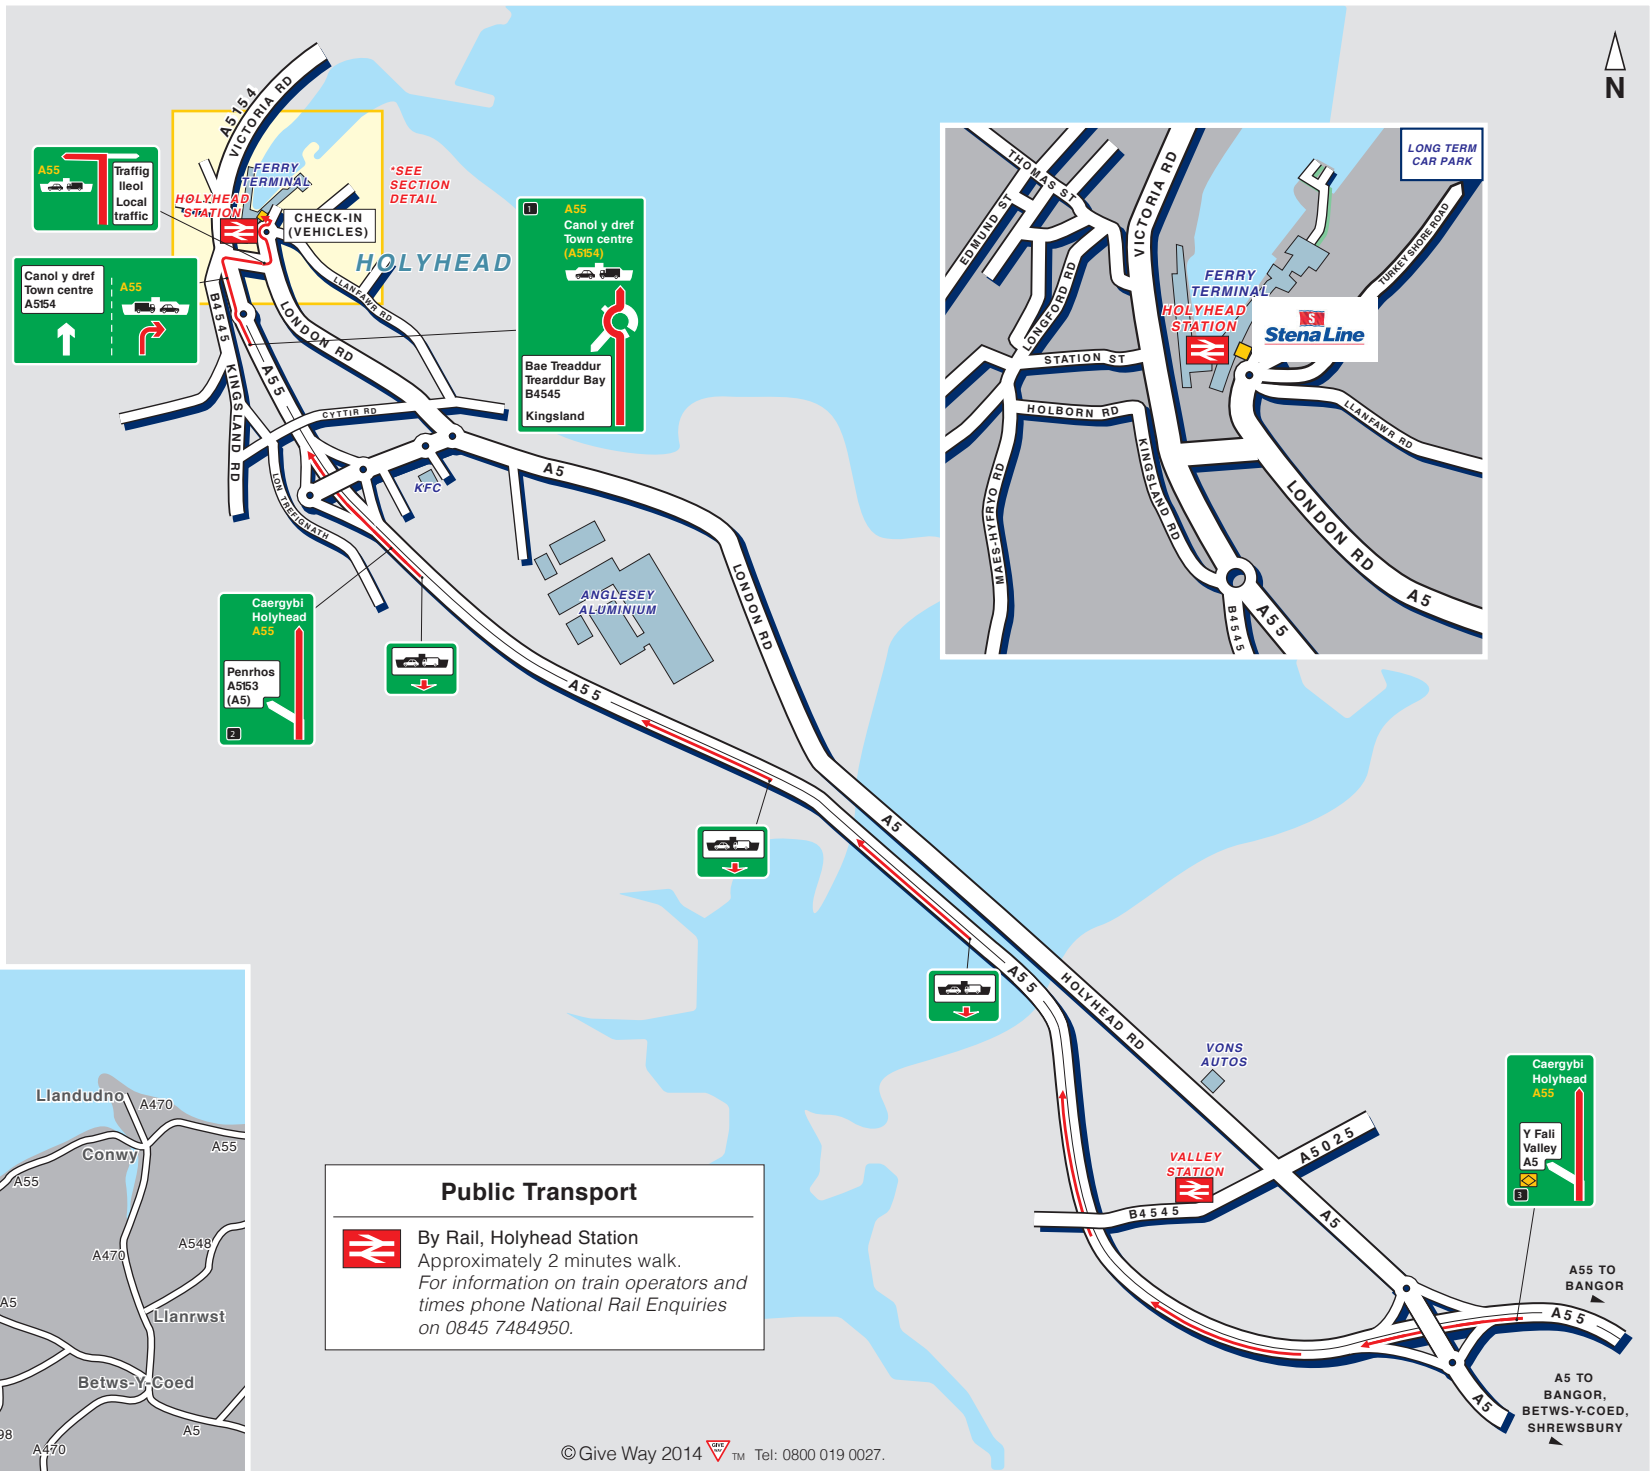 N
A5154
VICTORIA RD
A55
Traffig
lleol
Local
traffic
FERRY
TERMINAL
HOLYHEAD
STATION
*SEE
SECTION
DETAIL
CHECK-IN
(VEHICLES)
HOLYHEAD
Canol y dref
Town centre
A5154
A55
B4545
LONDON RD
LLANFAWR RD
A55
KINGSLAND RD
CYTTIR RD
LON TREFIGNATH
KFC
A5
1
A55
Canol y dref
Town centre
(A5154)
Bae Treaddur
Trearddur Bay
B4545
Kingsland
Caergybi
Holyhead
A55
Penrhos
A5153
(A5)
2
ANGLESEY
ALUMINIUM
LONDON RD
A55
A5
A55
HOLYHEAD RD
VONS
AUTOS
VALLEY
STATION
A5025
B4545
A5
Caergybi
Holyhead
A55
Y Fali
Valley
A5
3
A55 TO
BANGOR
A55
A5
A5 TO
BANGOR,
BETWS-Y-COED,
SHREWSBURY
LONG TERM
CAR PARK
THOMAS ST
EDMUND ST
VICTORIA RD
TURKEY SHORE ROAD
LONGFORD RD
FERRY
TERMINAL
HOLYHEAD
STATION
S
Stena Line
STATION ST
HOLBORN RD
LLANFAWR RD
KINGSLAND RD
MAES-HYFRYO RD
LONDON RD
A5
B4545
A55
Llandudno
A470
A55
Conwy
A55
A470
A548
A5
Llanrwst
Betws-Y-Coed
A5
98
A470
Public Transport
By Rail, Holyhead Station
Approximately 2 minutes walk.
For information on train operators and
times phone National Rail Enquiries
on 0845 7484950.
© Give Way 2014 GIVE WAY TM Tel: 0800 019 0027.